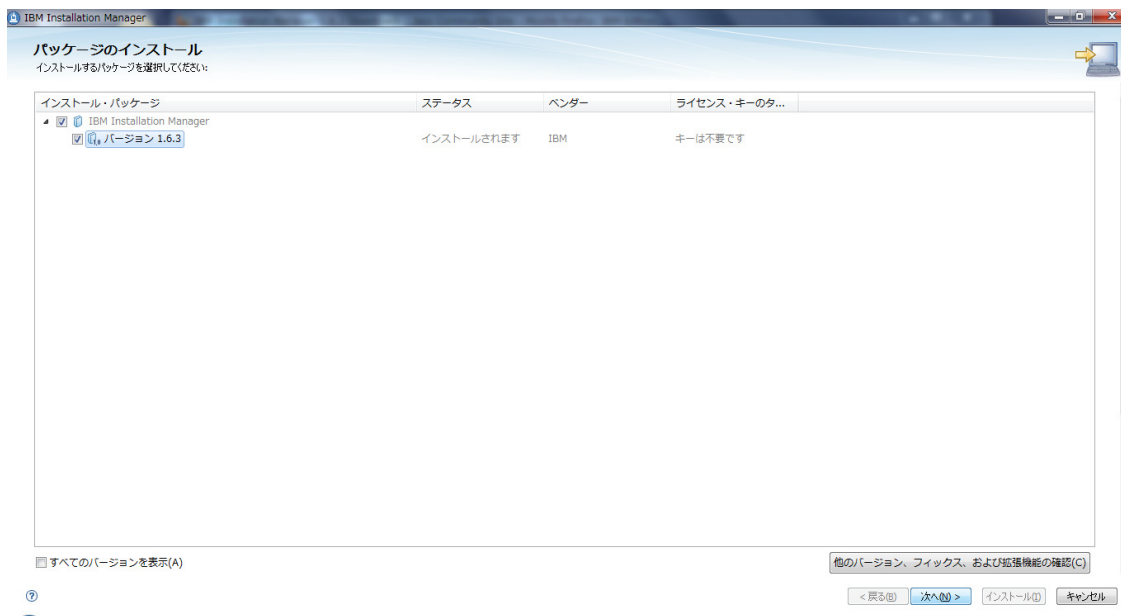 IBM Installation Manager
パッケージのインストール
インストールするパッケージを選択してください:
インストール・パッケージ ステータス ベンダー ライセンス・キーのタ...
IBM Installation Manager
バージョン 1.6.3 インストールされます IBM キーは不要です
すべてのバージョンを表示(A) 他のバージョン、フィックス、および拡張機能の確認(C)
< 戻る(B) 次へ(N) > インストール(I) キャンセル